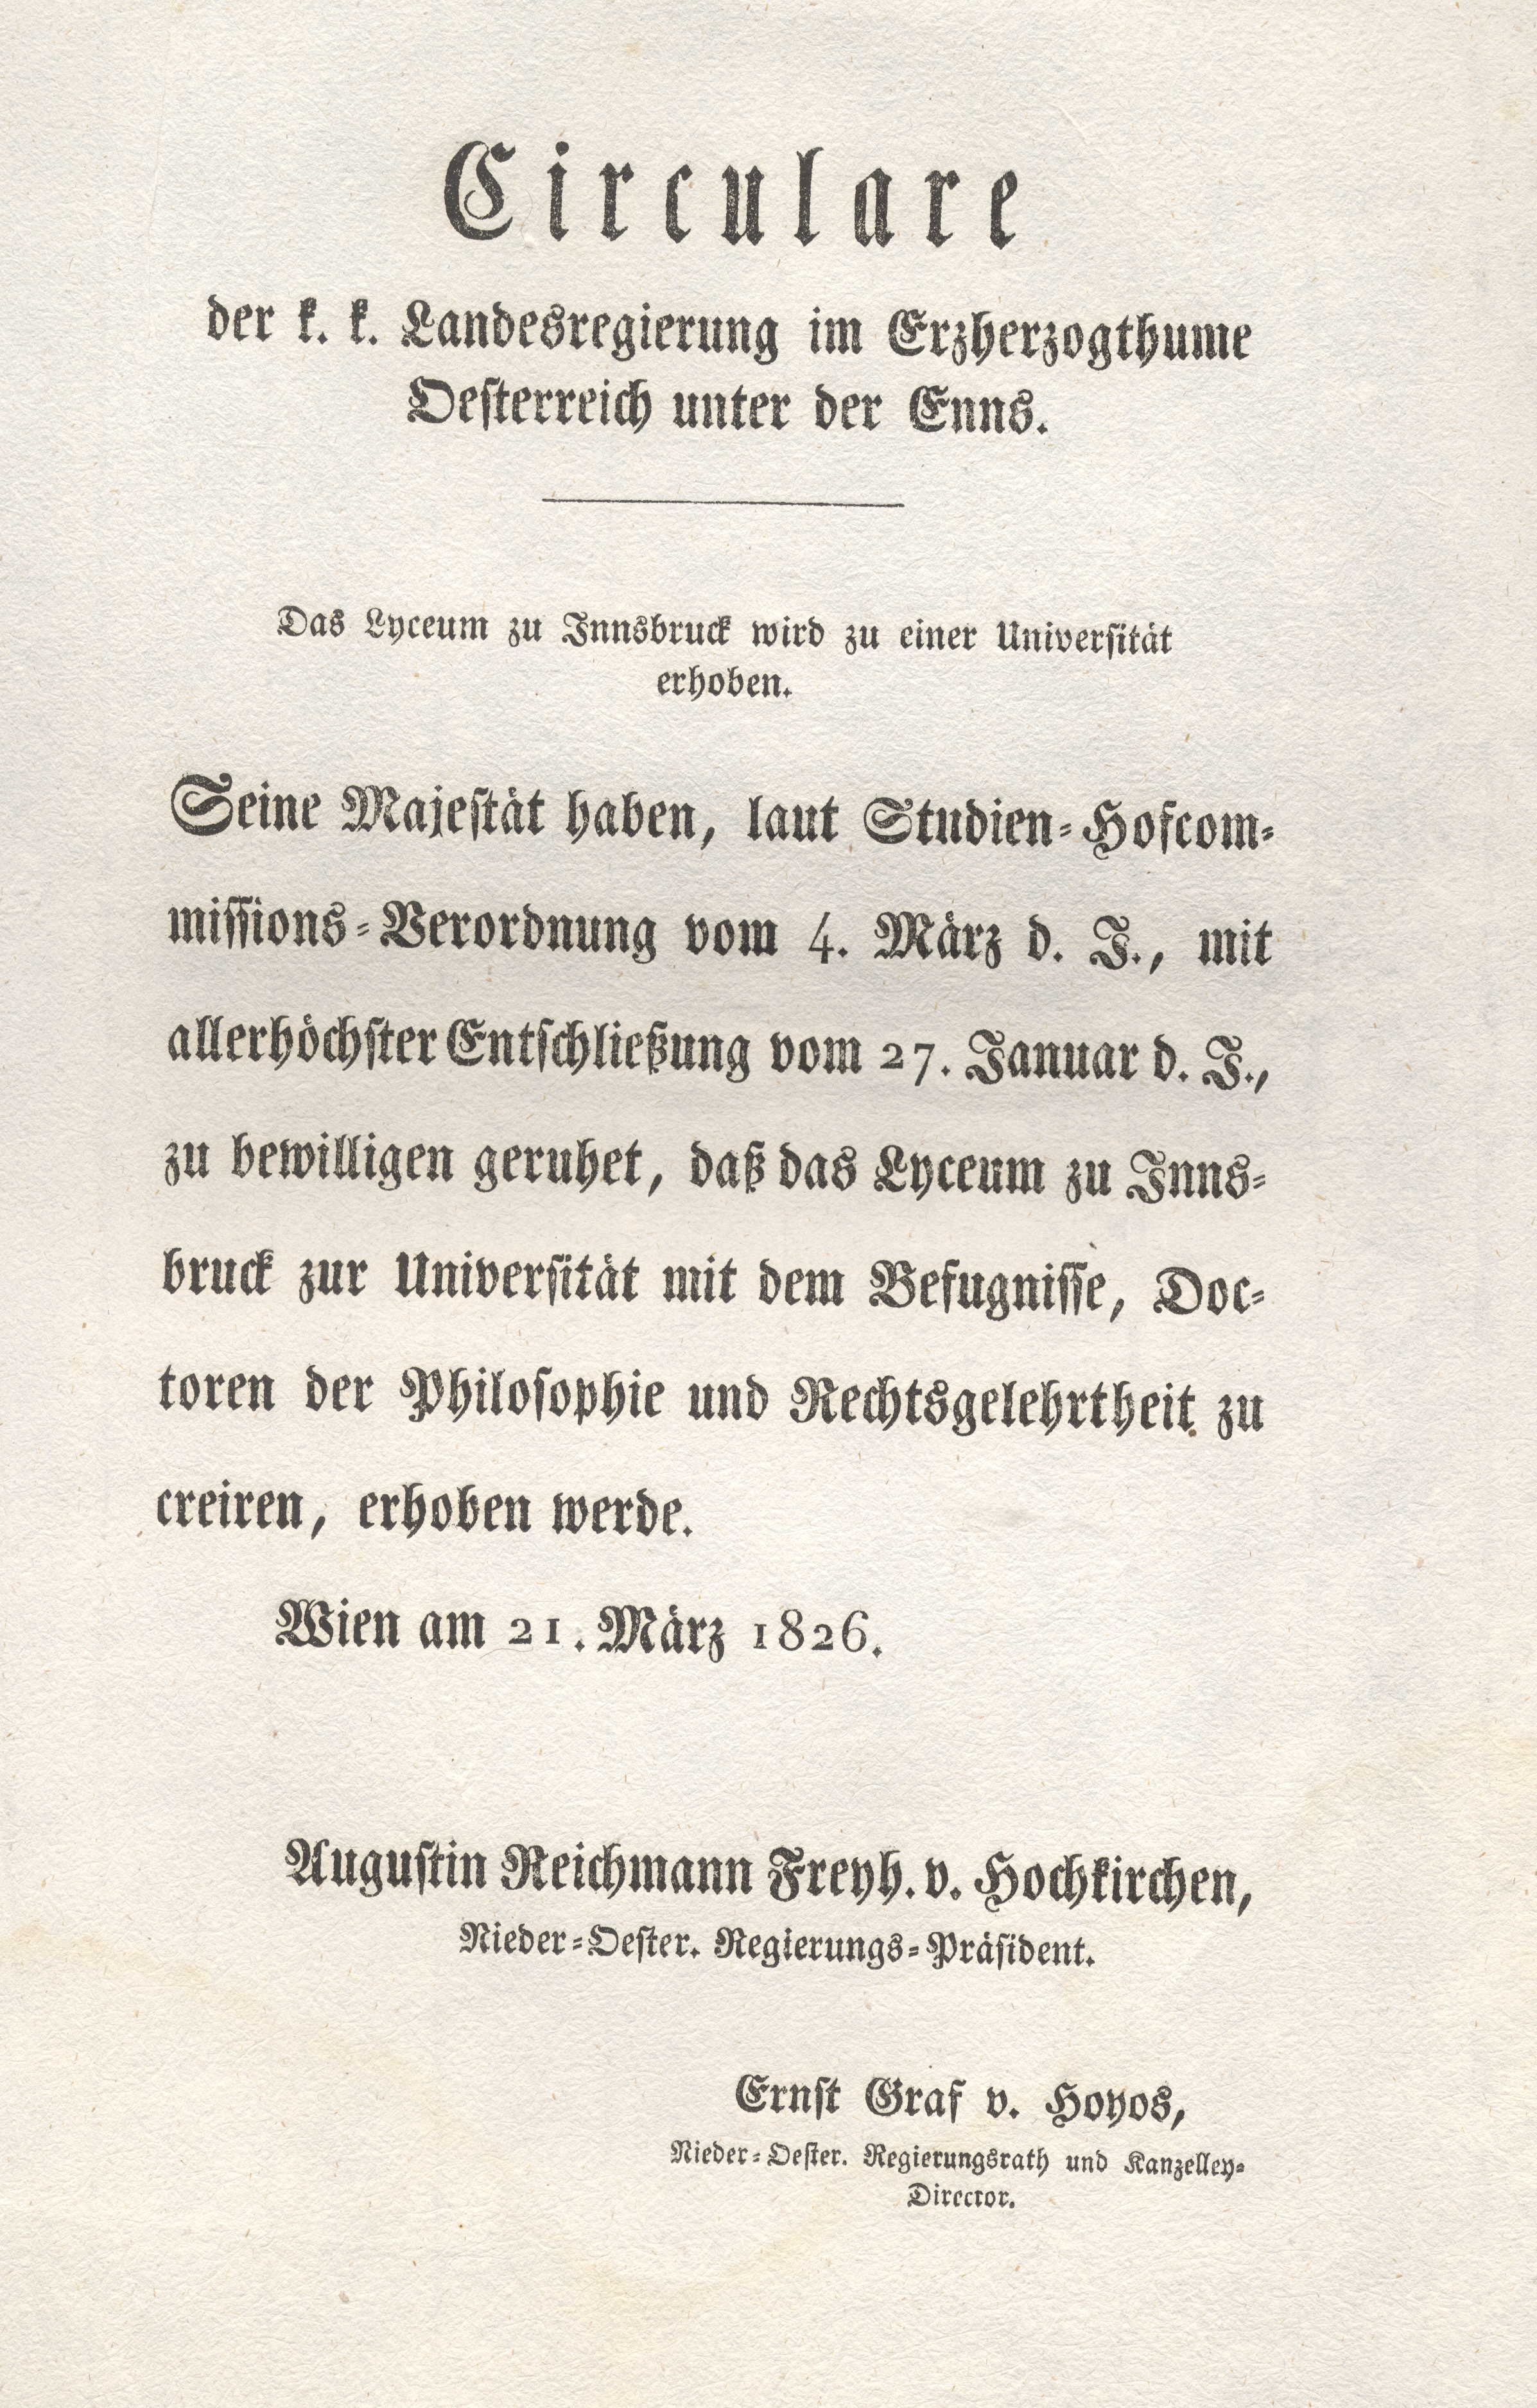 Circulare
der k. k. Landesregierung im Erzherzogthume
Oesterreich unter der Enns.
Das Lyceum zu Innsbruck wird zu einer Universität
erhoben.
Seine Majestät haben, laut Studien-Hofcom-
missions-Verordnung vom 4. März d. J., mit
allerhöchster Entschließung vom 27. Januar d. J.,
zu bewilligen geruhet, daß das Lyceum zu Inns-
bruck zur Universität mit dem Befugnisse, Doc-
toren der Philosophie und Rechtsgelehrtheit zu
creiren, erhoben werde.
Wien am 21. März 1826.
Augustin Reichmann Freyh. v. Hochkirchen,
Nieder-Oester. Regierungs-Präsident.
Ernst Graf v. Hoyos,
Nieder-Oester. Regierungsrath und Kanzelley-
Director.